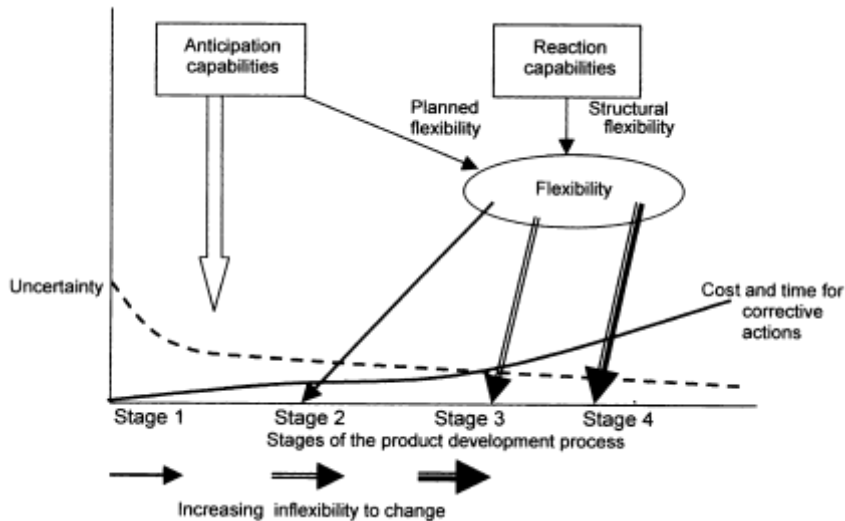 Anticipation
capabilities
Reaction
capabilities
Planned
flexibility
Structural
flexibility
Flexibility
Uncertainty
Cost and time for
corrective
actions
Stage 1
Stage 2
Stage 3
Stage 4
Stages of the product development process
Increasing inflexibility to change